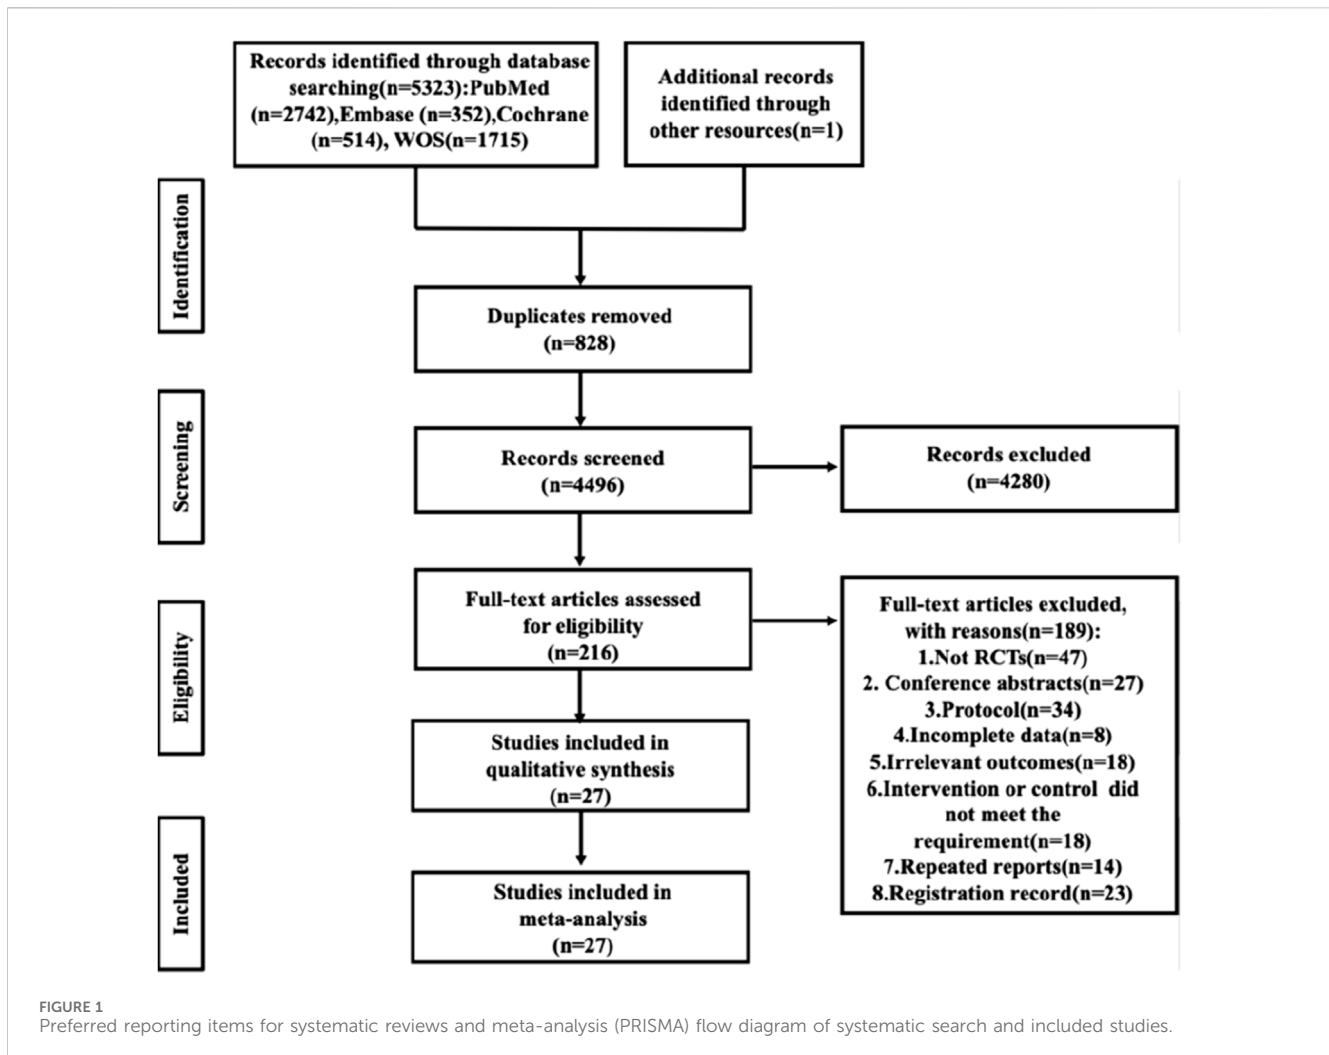 Records identified through database
searching(n=5323):PubMed
(n=2742),Embase (n=352),Cochrane
(n=514), WOS(n=1715)
Additional records
identified through
other resources(n=1)
Identification
Duplicates removed
(n=828)
Screening
Records screened
(n=4496)
Records excluded
(n=4280)
Eligibility
Full-text articles assessed
for eligibility
(n=216)
Full-text articles excluded,
with reasons(n=189):
1.Not RCTs(n=47)
2. Conference abstracts(n=27)
3.Protocol(n=34)
4.Incomplete data(n=8)
5.Irrelevant outcomes(n=18)
6.Intervention or control did
not meet the
requirement(n=18)
7.Repeated reports(n=14)
8.Registration record(n=23)
Studies included in
qualitative synthesis
(n=27)
Included
Studies included in
meta-analysis
(n=27)
FIGURE 1
Preferred reporting items for systematic reviews and meta-analysis (PRISMA) flow diagram of systematic search and included studies.